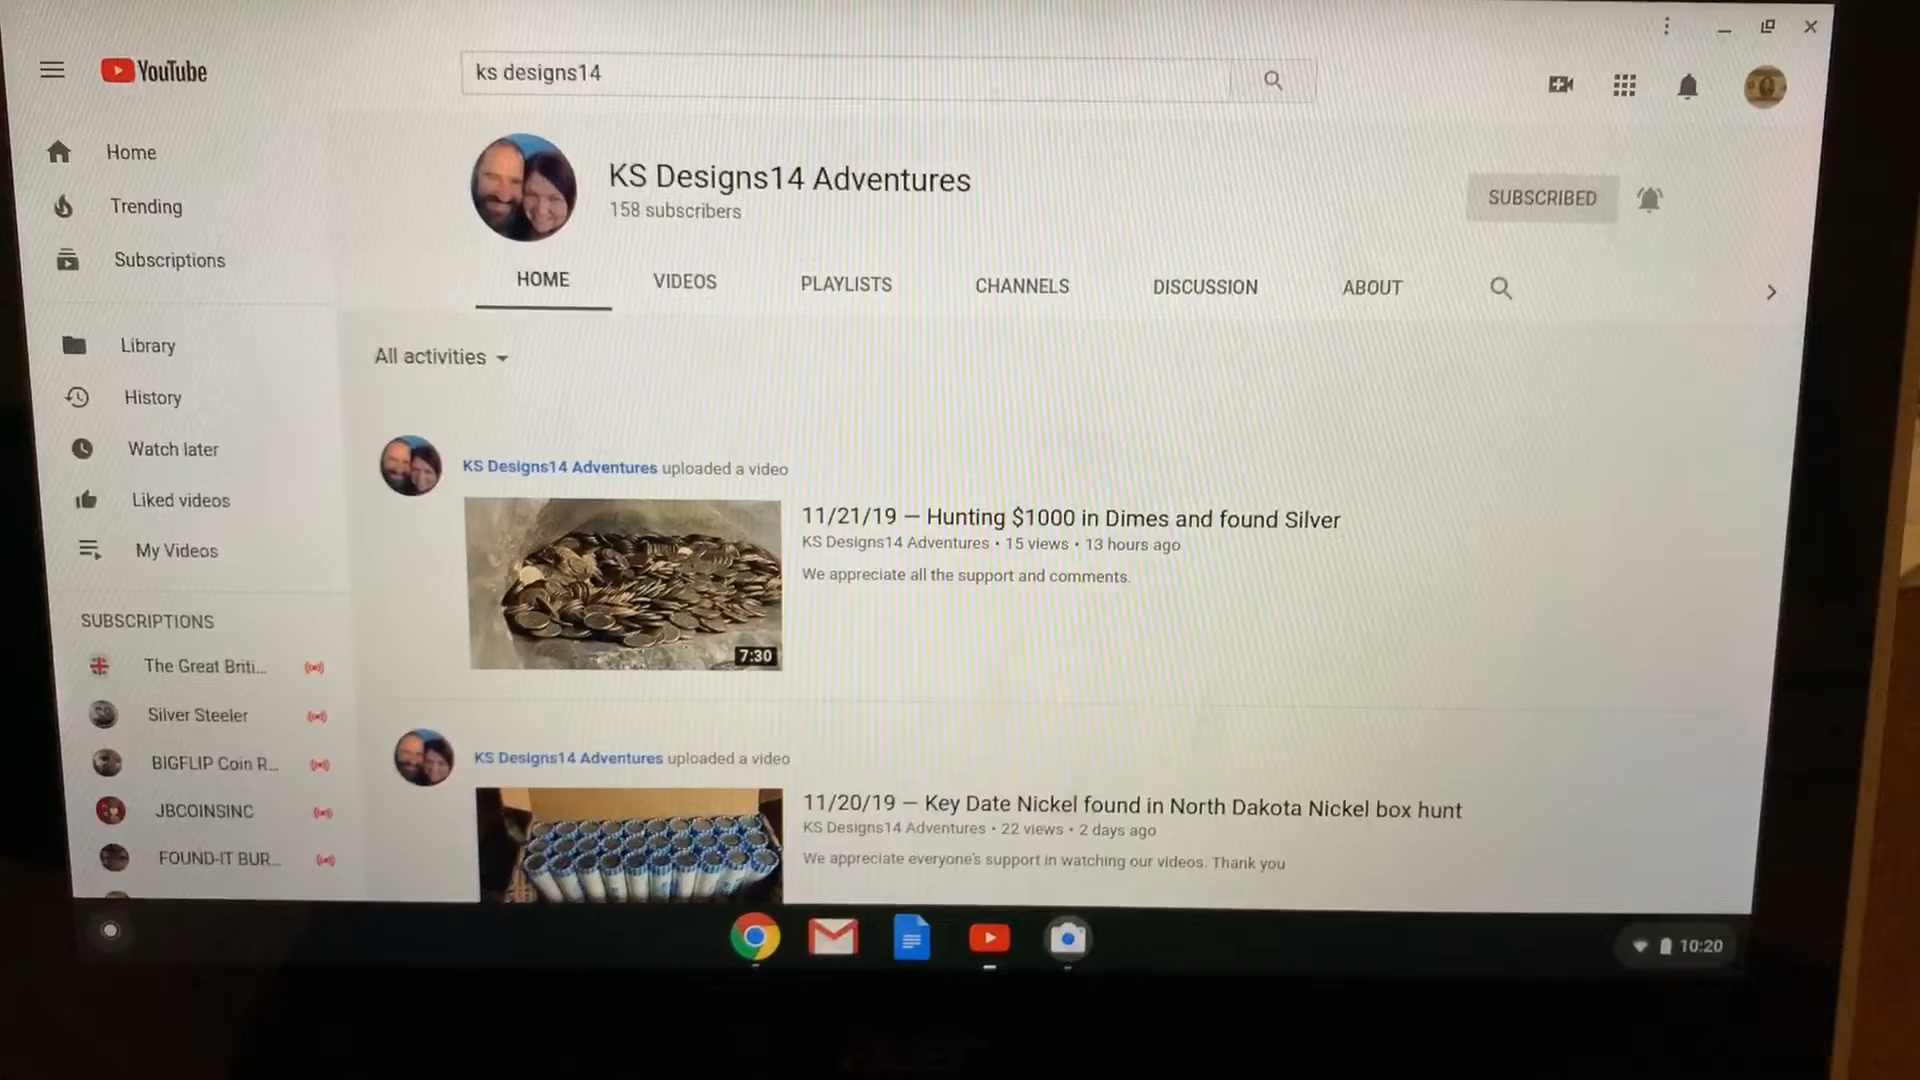 YouTube
ks designs14
Home
Trending
Subscriptions
Library
History
Watch later
Liked videos
My Videos
SUBSCRIPTIONS
The Great Briti...
Silver Steeler
BIGFLIP Coin R...
JBCOINSINC
FOUND-IT BUR...
KS Designs14 Adventures
158 subscribers
SUBSCRIBED
HOME VIDEOS PLAYLISTS CHANNELS DISCUSSION ABOUT
All activities
KS Designs14 Adventures uploaded a video
7:30
11/21/19 — Hunting $1000 in Dimes and found Silver
KS Designs14 Adventures • 15 views • 13 hours ago
We appreciate all the support and comments.
KS Designs14 Adventures uploaded a video
11/20/19 — Key Date Nickel found in North Dakota Nickel box hunt
KS Designs14 Adventures • 22 views • 2 days ago
We appreciate everyone's support in watching our videos. Thank you
10:20